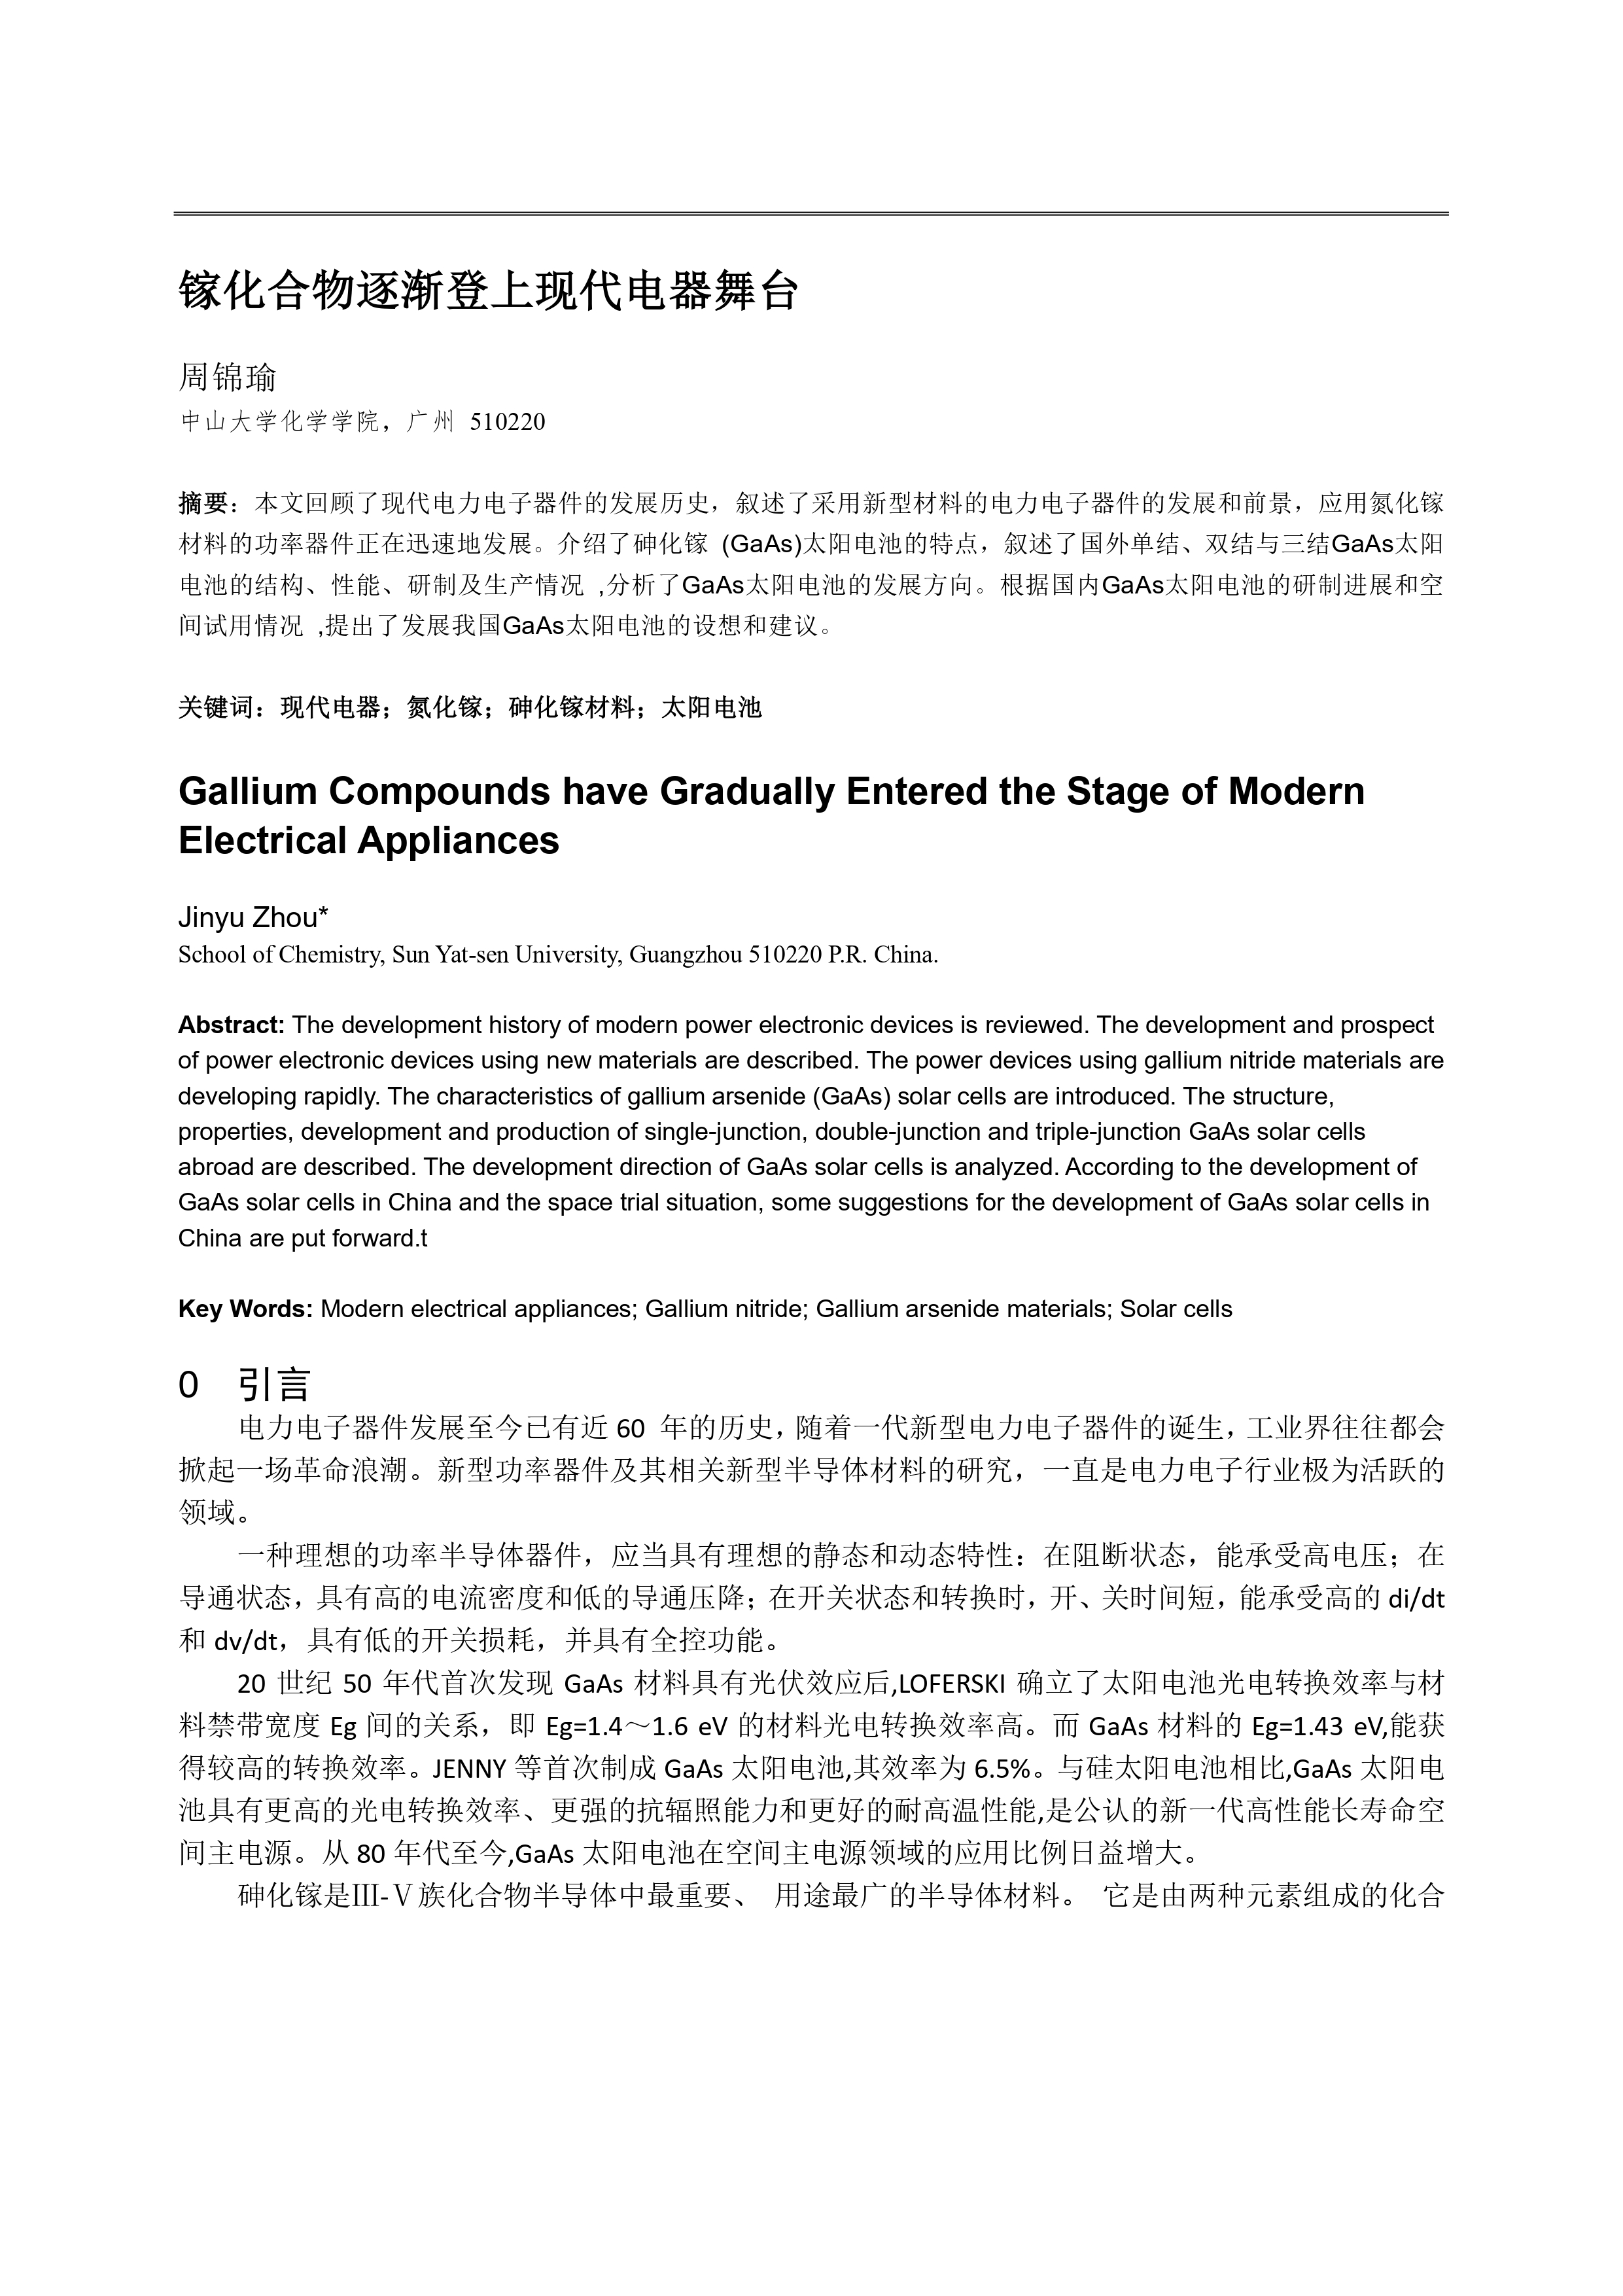 镓化合物逐渐登上现代电器舞台
周锦瑜
中山大学化学学院，广州 510220
摘要：本文回顾了现代电力电子器件的发展历史，叙述了采用新型材料的电力电子器件的发展和前景，应用氮化镓
材料的功率器件正在迅速地发展。介绍了砷化镓 (GaAs)太阳电池的特点，叙述了国外单结、双结与三结GaAs太阳
电池的结构、性能、研制及生产情况 ,分析了GaAs太阳电池的发展方向。根据国内GaAs太阳电池的研制进展和空
间试用情况 ,提出了发展我国GaAs太阳电池的设想和建议。
关键词：现代电器；氮化镓；砷化镓材料；太阳电池
Gallium Compounds have Gradually Entered the Stage of Modern
Electrical Appliances
Jinyu Zhou*
School of Chemistry, Sun Yat-sen University, Guangzhou 510220 P.R. China.
Abstract: The development history of modern power electronic devices is reviewed. The development and prospect
of power electronic devices using new materials are described. The power devices using gallium nitride materials are
developing rapidly. The characteristics of gallium arsenide (GaAs) solar cells are introduced. The structure,
properties, development and production of single-junction, double-junction and triple-junction GaAs solar cells
abroad are described. The development direction of GaAs solar cells is analyzed. According to the development of
GaAs solar cells in China and the space trial situation, some suggestions for the development of GaAs solar cells in
China are put forward.t
Key Words: Modern electrical appliances; Gallium nitride; Gallium arsenide materials; Solar cells
0 引言
电力电子器件发展至今已有近 60 年的历史，随着一代新型电力电子器件的诞生，工业界往往都会
掀起一场革命浪潮。新型功率器件及其相关新型半导体材料的研究，一直是电力电子行业极为活跃的
领域。
一种理想的功率半导体器件，应当具有理想的静态和动态特性：在阻断状态，能承受高电压；在
导通状态，具有高的电流密度和低的导通压降；在开关状态和转换时，开、关时间短，能承受高的 di/dt
和 dv/dt，具有低的开关损耗，并具有全控功能。
20 世纪 50 年代首次发现 GaAs 材料具有光伏效应后,LOFERSKI 确立了太阳电池光电转换效率与材
料禁带宽度 Eg 间的关系，即 Eg=1.4～1.6 eV 的材料光电转换效率高。而 GaAs 材料的 Eg=1.43 eV,能获
得较高的转换效率。JENNY 等首次制成 GaAs 太阳电池,其效率为 6.5%。与硅太阳电池相比,GaAs 太阳电
池具有更高的光电转换效率、更强的抗辐照能力和更好的耐高温性能,是公认的新一代高性能长寿命空
间主电源。从 80 年代至今,GaAs 太阳电池在空间主电源领域的应用比例日益增大。
砷化镓是Ⅲ-Ⅴ族化合物半导体中最重要、 用途最广的半导体材料。 它是由两种元素组成的化合